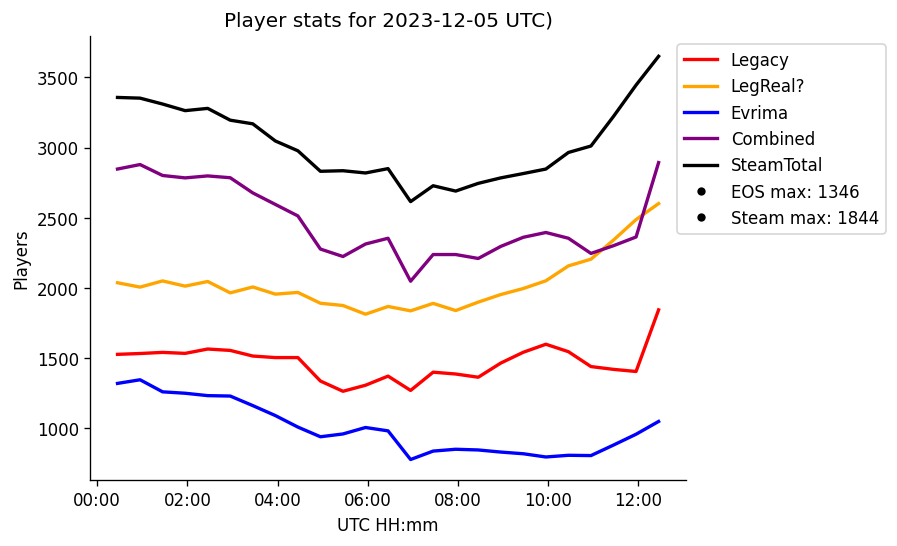 Player stats for 2023-12-05 UTC)
Players
3500
3000
2500
2000
1500
1000
00:00 02:00 04:00 06:00 08:00 10:00 12:00
UTC HH:mm
Legacy
LegReal?
Evrima
Combined
SteamTotal
EOS max: 1346
Steam max: 1844